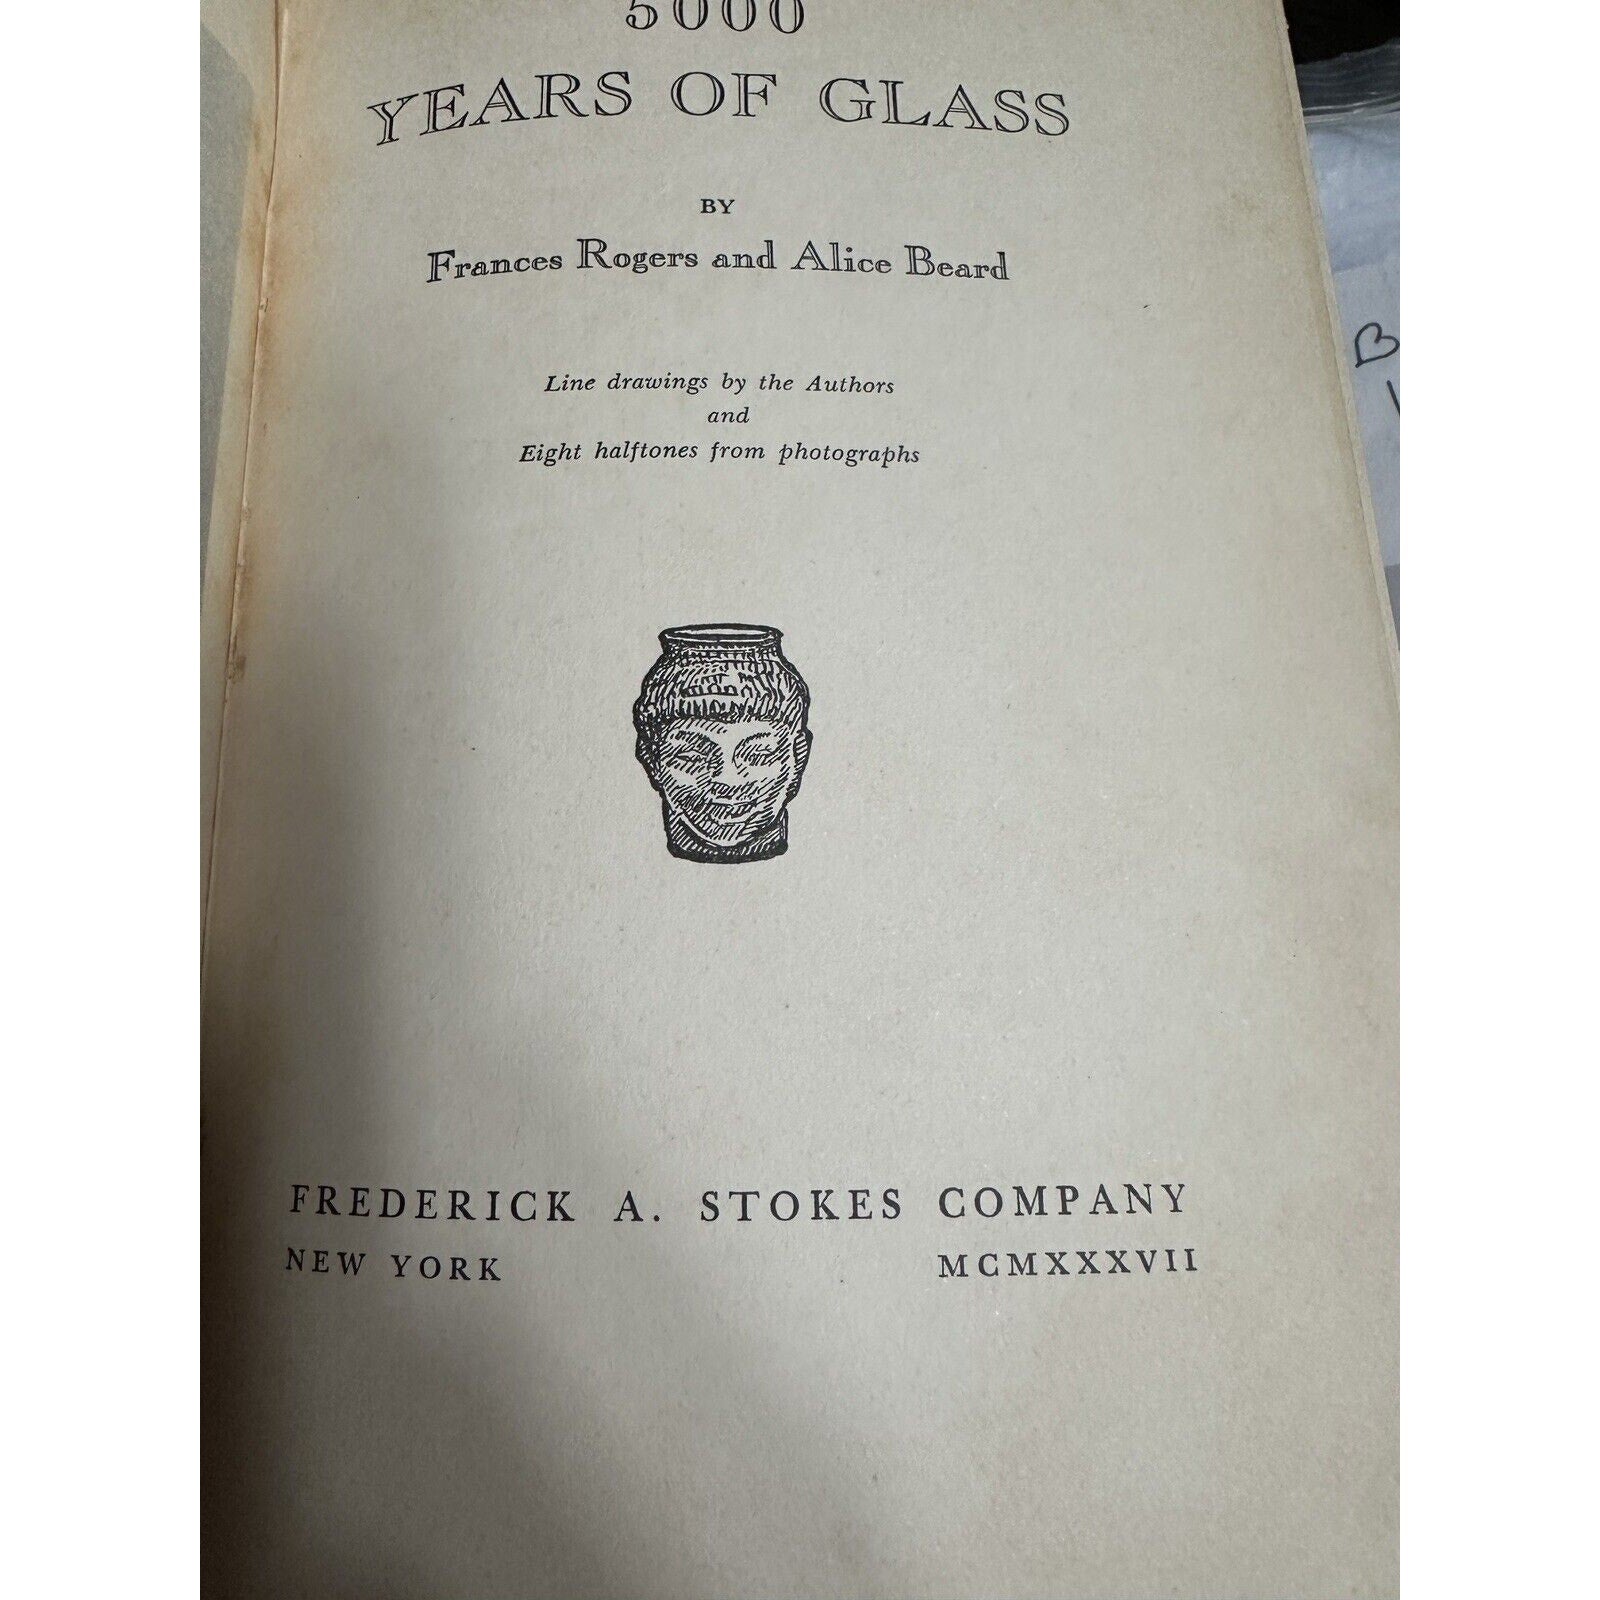 5000
YEARS OF GLASS
BY
Frances Rogers and Alice Beard
Line drawings by the Authors
and
Eight halftones from photographs
FREDERICK A. STOKES COMPANY
NEW YORK MCMXXXVII